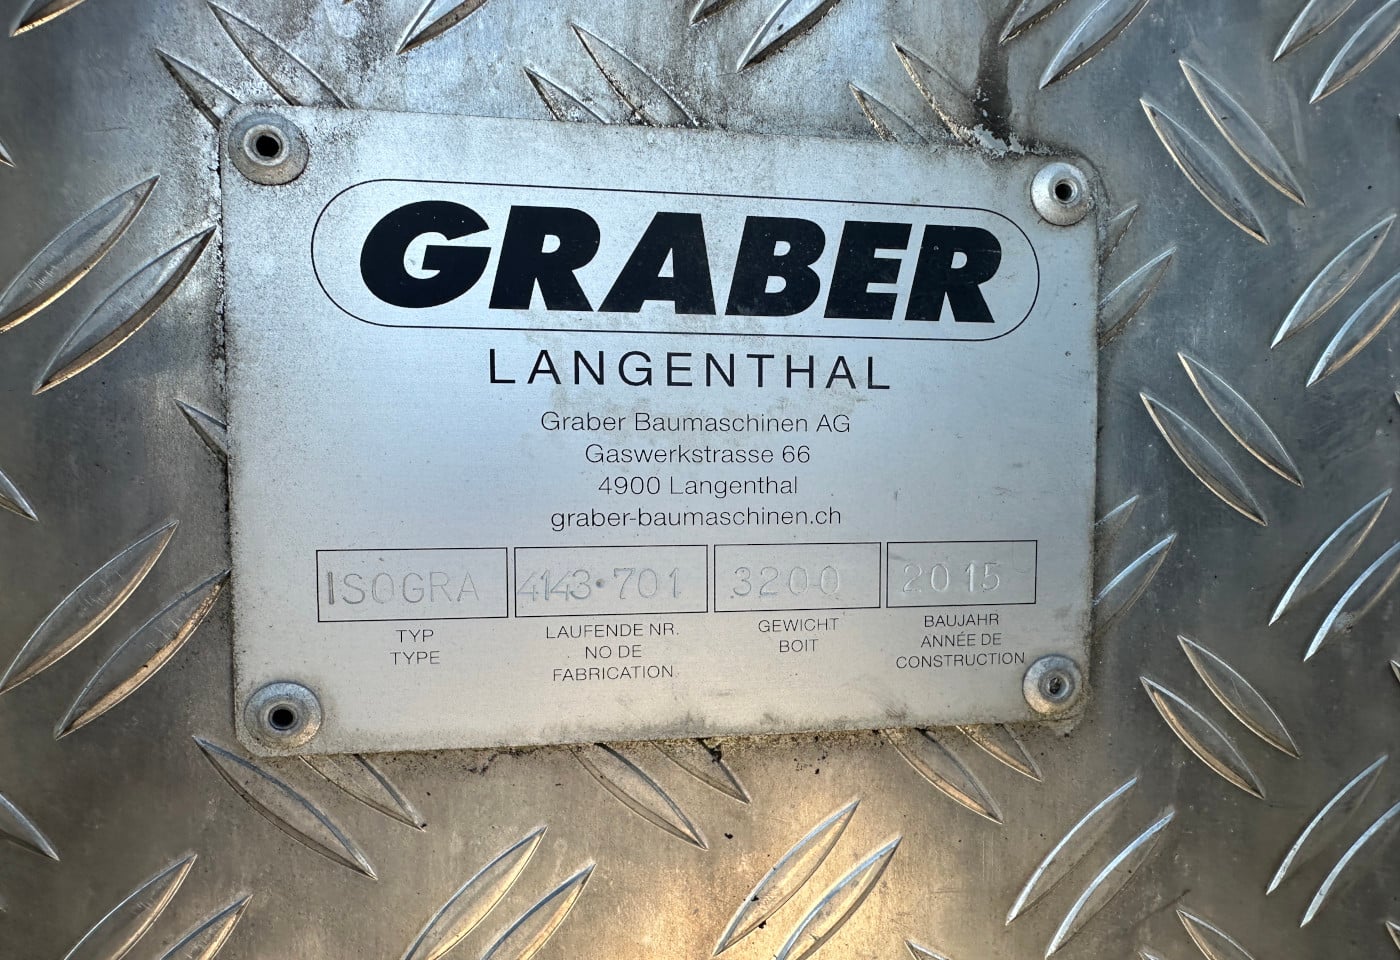 GRABER
LANGENTHAL
Graber Baumaschinen AG
Gaswerkstrasse 66
4900 Langenthal
graber-baumaschinen.ch
ISOGRA 4143•701 3200 2015
TYP LAUFENDE NR. GEWICHT BAUJAHR
TYPE NO DE BOIT ANNÉE DE
FABRICATION CONSTRUCTION